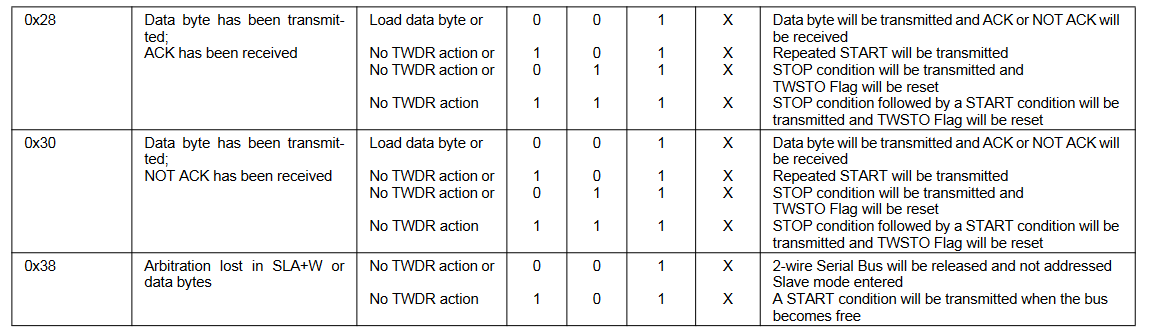 0x28 Data byte has been transmit- Load data byte or 0 0 1 X Data byte will be transmitted and ACK or NOT ACK will
ted; be received
ACK has been received No TWDR action or 1 0 1 X Repeated START will be transmitted
No TWDR action or 0 1 1 X STOP condition will be transmitted and
TWSTO Flag will be reset
No TWDR action 1 1 1 X STOP condition followed by a START condition will be
transmitted and TWSTO Flag will be reset
0x30 Data byte has been transmit- Load data byte or 0 0 1 X Data byte will be transmitted and ACK or NOT ACK will
ted; be received
NOT ACK has been received No TWDR action or 1 0 1 X Repeated START will be transmitted
No TWDR action or 0 1 1 X STOP condition will be transmitted and
TWSTO Flag will be reset
No TWDR action 1 1 1 X STOP condition followed by a START condition will be
transmitted and TWSTO Flag will be reset
0x38 Arbitration lost in SLA+W or No TWDR action or 0 0 1 X 2-wire Serial Bus will be released and not addressed
data bytes Slave mode entered
No TWDR action 1 0 1 X A START condition will be transmitted when the bus
becomes free